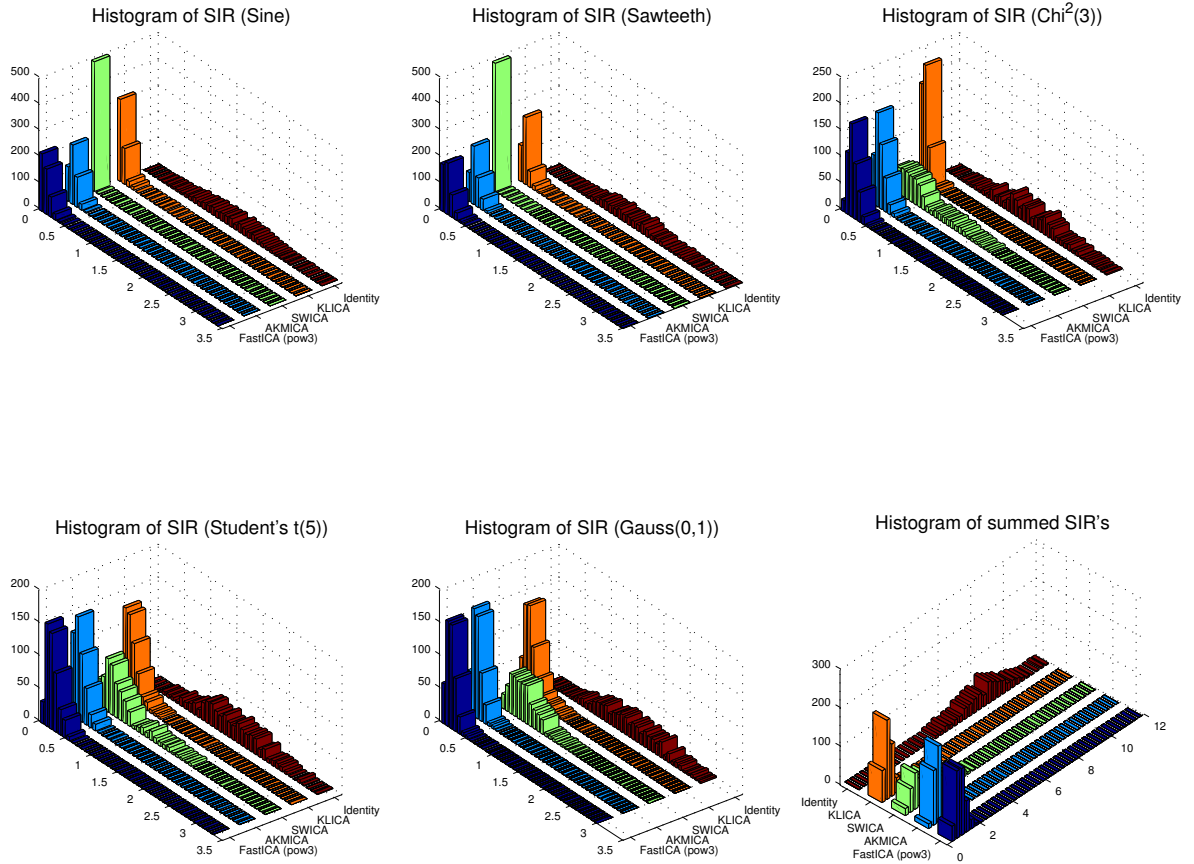 Histogram of SIR (Sine)
500
400
300
200
100
0
0.5
1
1.5
2
2.5
3
3.5
Identity
KLICA
SWICA
AKMICA
FastICA (pow3)
Histogram of SIR (Sawteeth)
500
400
300
200
100
0
0
0.5
1
1.5
2
2.5
3
3.5
Identity
KLICA
SWICA
AKMICA
FastICA (pow3)
Histogram of SIR (Chi²(3))
250
200
150
100
50
0
0
0.5
1
1.5
2
2.5
3
3.5
Identity
KLICA
SWICA
AKMICA
FastICA (pow3)
Histogram of SIR (Student's t(5))
200
150
100
50
0
0
0.5
1
1.5
2
2.5
3
3.5
Identity
KLICA
SWICA
AKMICA
FastICA (pow3)
Histogram of SIR (Gauss(0,1))
200
150
100
50
0
0
0.5
1
1.5
2
2.5
3
3.5
Identity
KLICA
SWICA
AKMICA
FastICA (pow3)
Histogram of summed SIR's
300
200
100
0
Identity
KLICA
SWICA
AKMICA
FastICA (pow3)
0
2
4
6
8
10
12